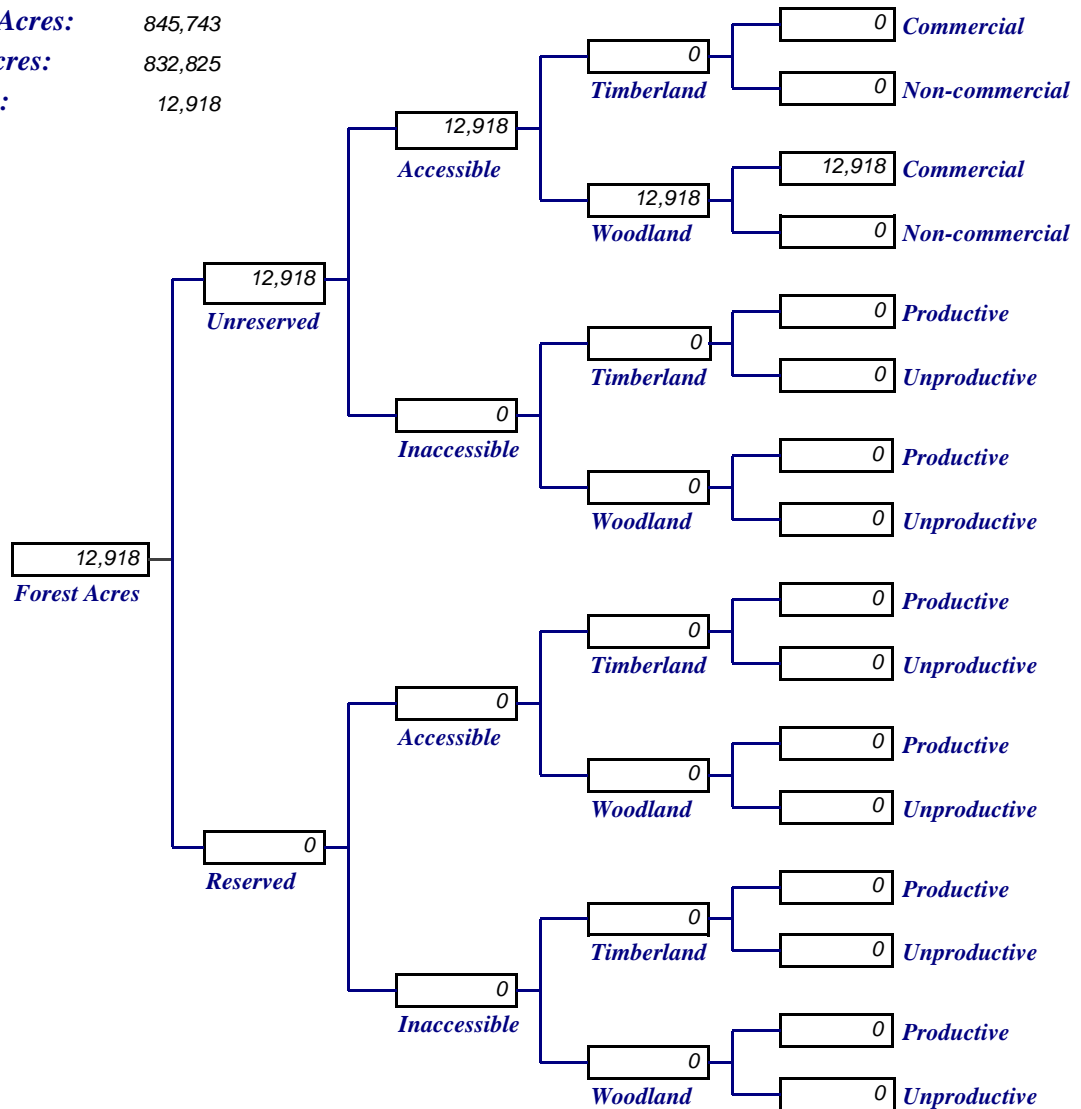 Acres: 845,743
cres: 832,825
: 12,918
0 Commercial
0
Timberland
0 Non-commercial
12,918
Accessible
12,918 Commercial
12,918
Woodland
0 Non-commercial
12,918
Unreserved
0 Productive
0
Timberland
0 Unproductive
0
Inaccessible
0 Productive
0
Woodland
0 Unproductive
12,918
Forest Acres
0 Productive
0
Timberland
0 Unproductive
0
Accessible
0 Productive
0
Woodland
0 Unproductive
0
Reserved
0 Productive
0
Timberland
0 Unproductive
0
Inaccessible
0 Productive
0
Woodland
0 Unproductive